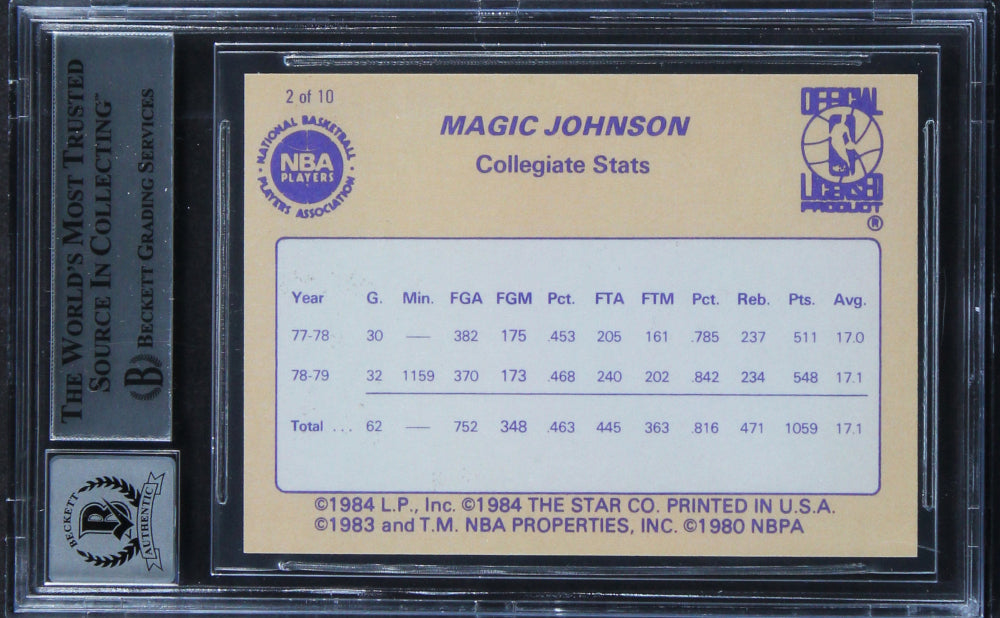 THE WORLD'S MOST TRUSTED
SOURCE IN COLLECTING™
BECKETT GRADING SERVICES
B
BECKETT
B
AUTHENTIC
2 of 10
NATIONAL BASKETBALL
NBA
PLAYERS
PLAYERS ASSOCIATION
MAGIC JOHNSON
Collegiate Stats
OFFICIAL
LICENSED
PRODUCT
®
Year G. Min. FGA FGM Pct. FTA FTM Pct. Reb. Pts. Avg.
77-78 30 — 382 175 .453 205 161 .785 237 511 17.0
78-79 32 1159 370 173 .468 240 202 .842 234 548 17.1
Total ... 62 — 752 348 .463 445 363 .816 471 1059 17.1
©1984 L.P., Inc. ©1984 THE STAR CO. PRINTED IN U.S.A.
©1983 and T.M. NBA PROPERTIES, INC. ©1980 NBPA